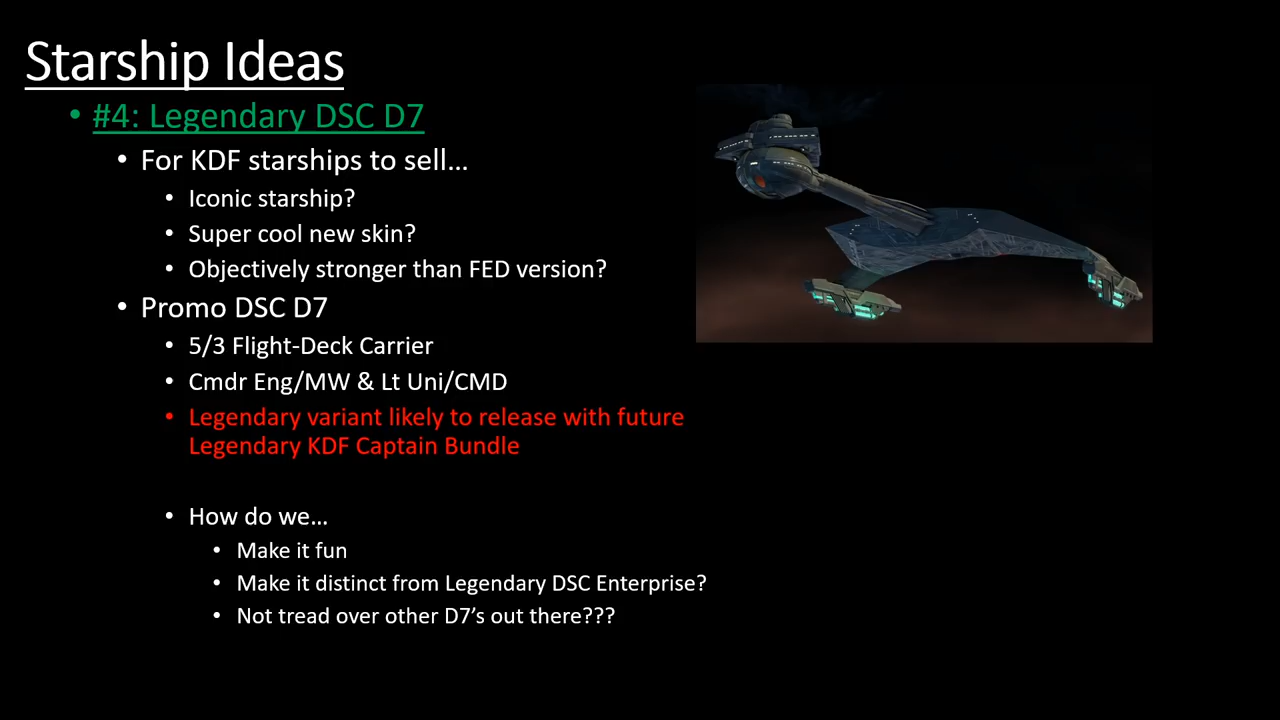 Starship Ideas
• #4: Legendary DSC D7
• For KDF starships to sell…
• Iconic starship?
• Super cool new skin?
• Objectively stronger than FED version?
• Promo DSC D7
• 5/3 Flight-Deck Carrier
• Cmdr Eng/MW & Lt Uni/CMD
• Legendary variant likely to release with future
Legendary KDF Captain Bundle
• How do we…
• Make it fun
• Make it distinct from Legendary DSC Enterprise?
• Not tread over other D7’s out there???